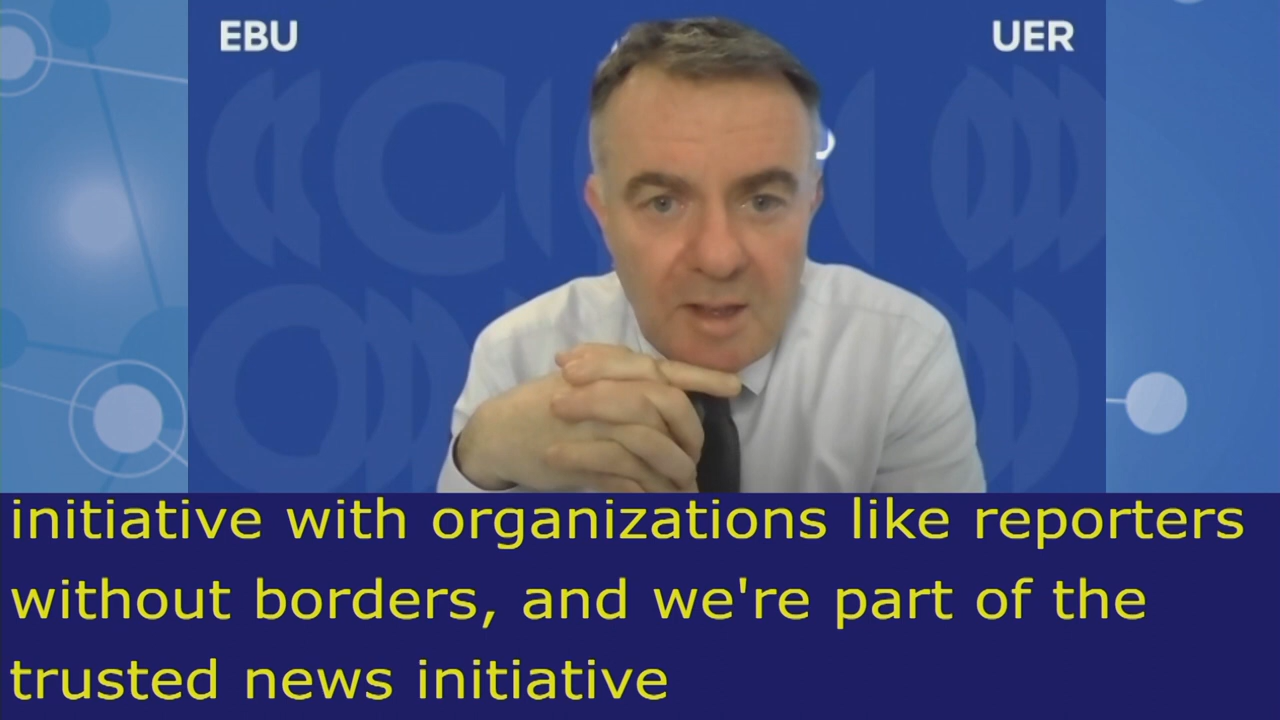 EBU
UER
initiative with organizations like reporters
without borders, and we're part of the
trusted news initiative